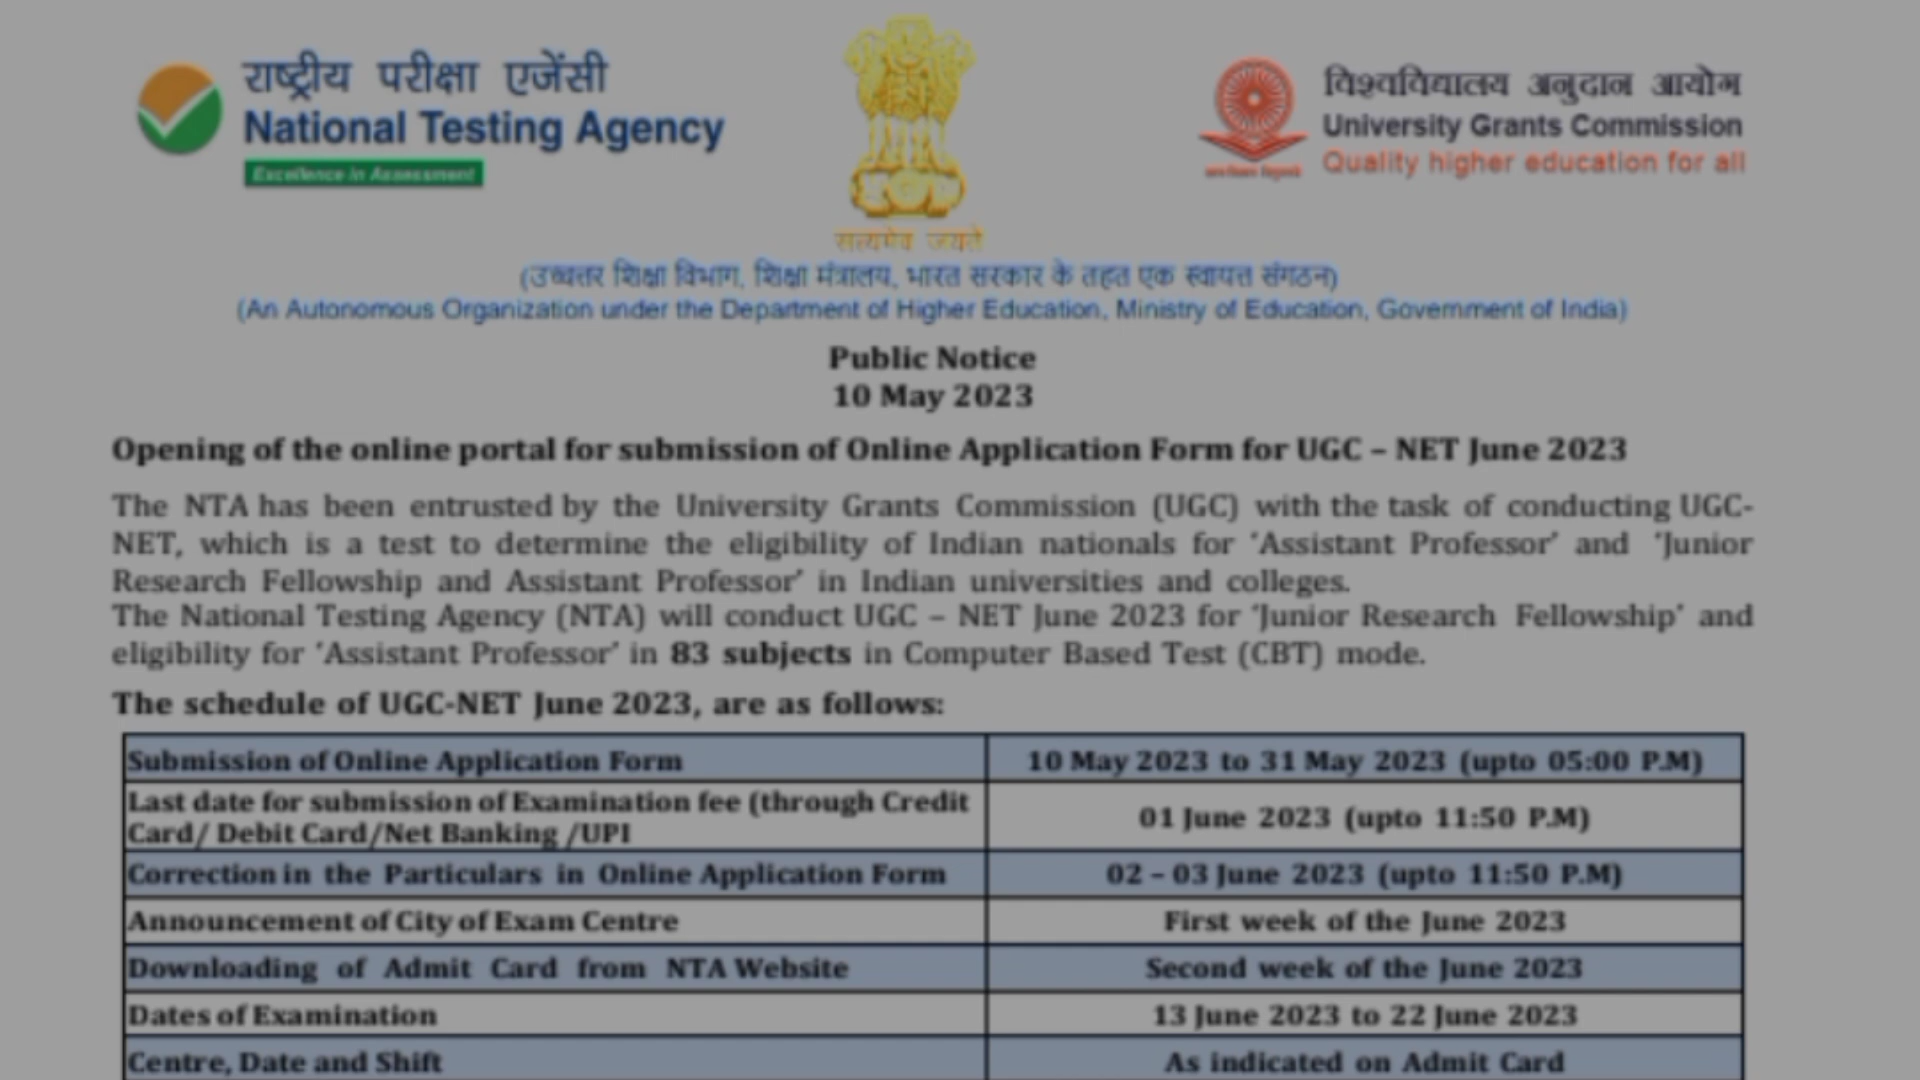 राष्ट्रीय परीक्षा एजेंसी
National Testing Agency
Excellence in Assessment
सत्यमेव जयते
विश्वविद्यालय अनुदान आयोग
University Grants Commission
Quality higher education for all
(उच्चतर शिक्षा विभाग, शिक्षा मंत्रालय, भारत सरकार के तहत एक स्वायत्त संगठन)
(An Autonomous Organization under the Department of Higher Education, Ministry of Education, Government of India)
Public Notice
10 May 2023
Opening of the online portal for submission of Online Application Form for UGC – NET June 2023
The NTA has been entrusted by the University Grants Commission (UGC) with the task of conducting UGC-
NET, which is a test to determine the eligibility of Indian nationals for ‘Assistant Professor’ and ‘Junior
Research Fellowship and Assistant Professor’ in Indian universities and colleges.
The National Testing Agency (NTA) will conduct UGC – NET June 2023 for ‘Junior Research Fellowship’ and
eligibility for ‘Assistant Professor’ in 83 subjects in Computer Based Test (CBT) mode.
The schedule of UGC-NET June 2023, are as follows:
Submission of Online Application Form 10 May 2023 to 31 May 2023 (upto 05:00 P.M)
Last date for submission of Examination fee (through Credit
Card/ Debit Card/Net Banking /UPI 01 June 2023 (upto 11:50 P.M)
Correction in the Particulars in Online Application Form 02 – 03 June 2023 (upto 11:50 P.M)
Announcement of City of Exam Centre First week of the June 2023
Downloading of Admit Card from NTA Website Second week of the June 2023
Dates of Examination 13 June 2023 to 22 June 2023
Centre, Date and Shift As indicated on Admit Card